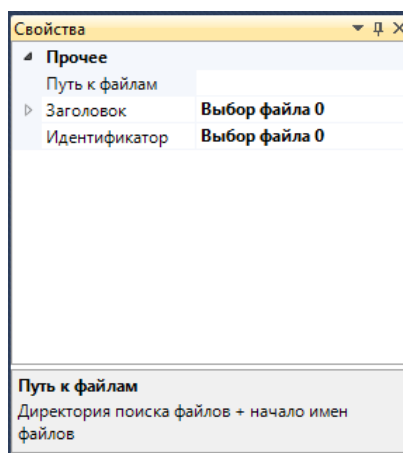 Свойства
Прочее
Путь к файлам
Заголовок Выбор файла 0
Идентификатор Выбор файла 0
Путь к файлам
Директория поиска файлов + начало имен
файлов